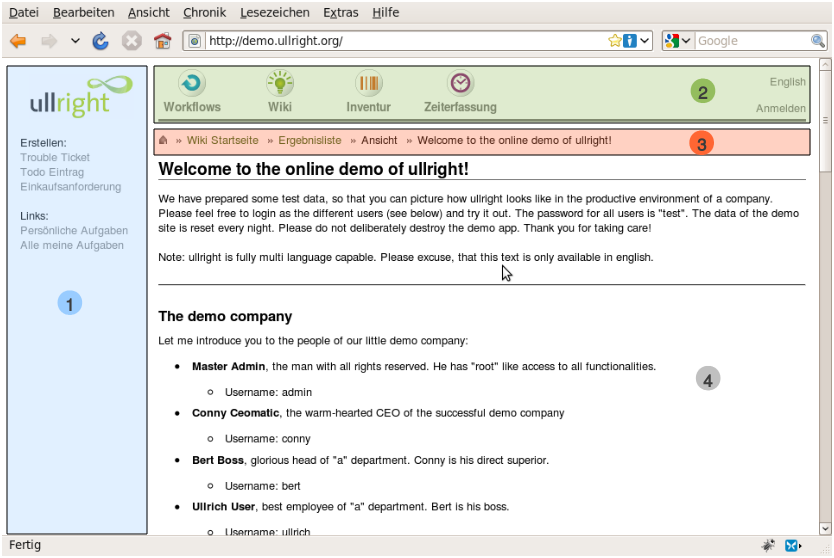 Datei Bearbeiten Ansicht Chronik Lesezeichen Extras Hilfe
http://demo.ullright.org/
Google
ullright
Erstellen:
Trouble Ticket
Todo Eintrag
Einkaufsanforderung
Links:
Persönliche Aufgaben
Alle meine Aufgaben
1
Workflows Wiki Inventur Zeiterfassung
2
English
Anmelden
» Wiki Startseite » Ergebnisliste » Ansicht » Welcome to the online demo of ullright!
3
Welcome to the online demo of ullright!
We have prepared some test data, so that you can picture how ullright looks like in the productive environment of a company.
Please feel free to login as the different users (see below) and try it out. The password for all users is "test". The data of the demo
site is reset every night. Please do not deliberately destroy the demo app. Thank you for taking care!
Note: ullright is fully multi language capable. Please excuse, that this text is only available in english.
The demo company
Let me introduce you to the people of our little demo company:
• Master Admin, the man with all rights reserved. He has "root" like access to all functionalities.
4
◦ Username: admin
• Conny Ceomatic, the warm-hearted CEO of the successful demo company
◦ Username: conny
• Bert Boss, glorious head of "a" department. Conny is his direct superior.
◦ Username: bert
• Ullrich User, best employee of "a" department. Bert is his boss.
◦ Username: ullrich
Fertig